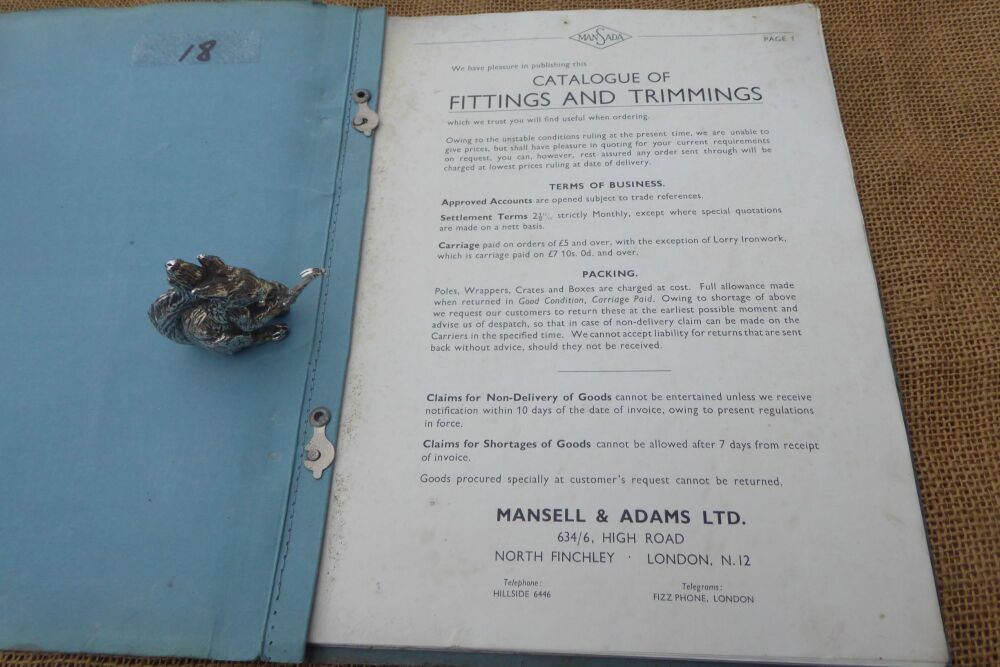 18
MANSADA
PAGE 1
We have pleasure in publishing this
CATALOGUE OF
FITTINGS AND TRIMMINGS
which we trust you will find useful when ordering.
Owing to the unstable conditions ruling at the present time, we are unable to
give prices, but shall have pleasure in quoting for your current requirements
on request, you can, however, rest assured any order sent through will be
charged at lowest prices ruling at date of delivery.
TERMS OF BUSINESS.
Approved Accounts are opened subject to trade references.
Settlement Terms 2½%, strictly Monthly, except where special quotations
are made on a nett basis.
Carriage paid on orders of £5 and over, with the exception of Lorry Ironwork,
which is carriage paid on £7 10s. 0d. and over.
PACKING.
Poles, Wrappers, Crates and Boxes are charged at cost. Full allowance made
when returned in Good Condition, Carriage Paid. Owing to shortage of above
we request our customers to return these at the earliest possible moment and
advise us of despatch, so that in case of non-delivery claim can be made on the
Carriers in the specified time. We cannot accept liability for returns that are sent
back without advice, should they not be received.
Claims for Non-Delivery of Goods cannot be entertained unless we receive
notification within 10 days of the date of invoice, owing to present regulations
in force.
Claims for Shortages of Goods cannot be allowed after 7 days from receipt
of invoice.
Goods procured specially at customer's request cannot be returned.
MANSELL & ADAMS LTD.
634/6, HIGH ROAD
NORTH FINCHLEY · LONDON, N.12
Telephone: Telegrams:
HILLSIDE 6446 FIZZ PHONE, LONDON